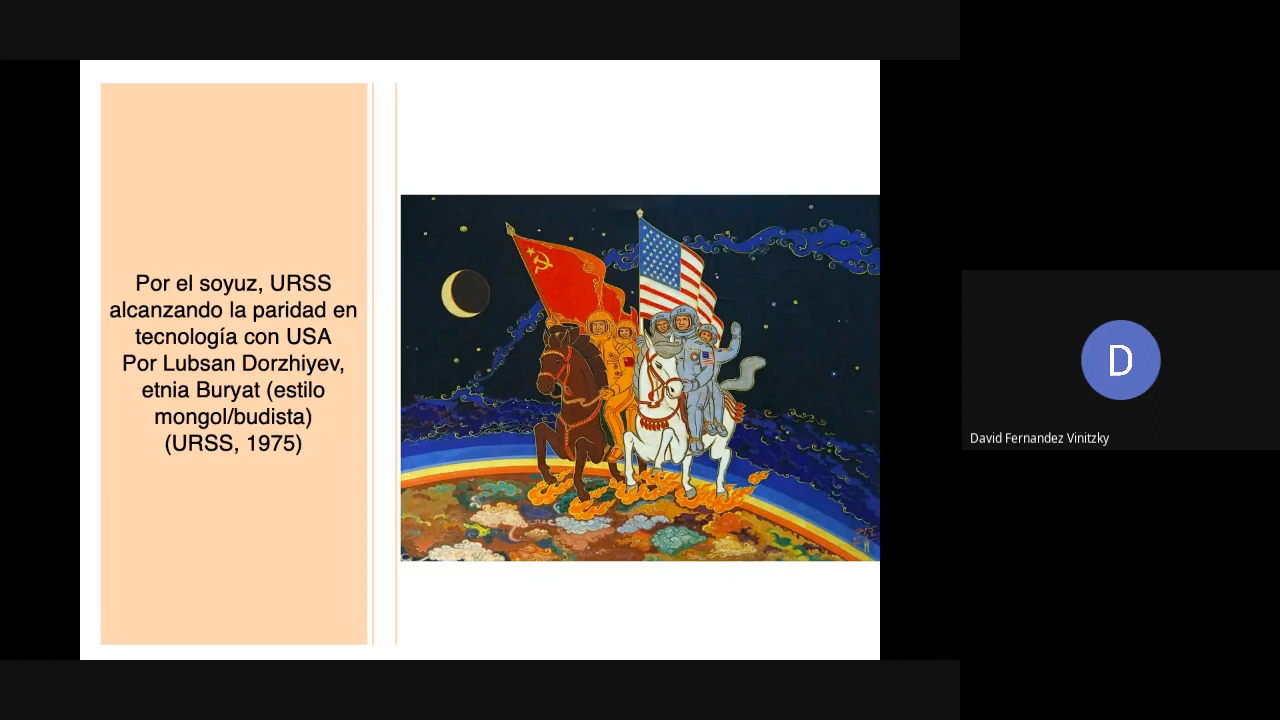 Por el soyuz, URSS
alcanzando la paridad en
tecnología con USA
Por Lubsan Dorzhiyev,
etnia Buryat (estilo
mongol/budista)
(URSS, 1975)
D
David Fernandez Vinitzky